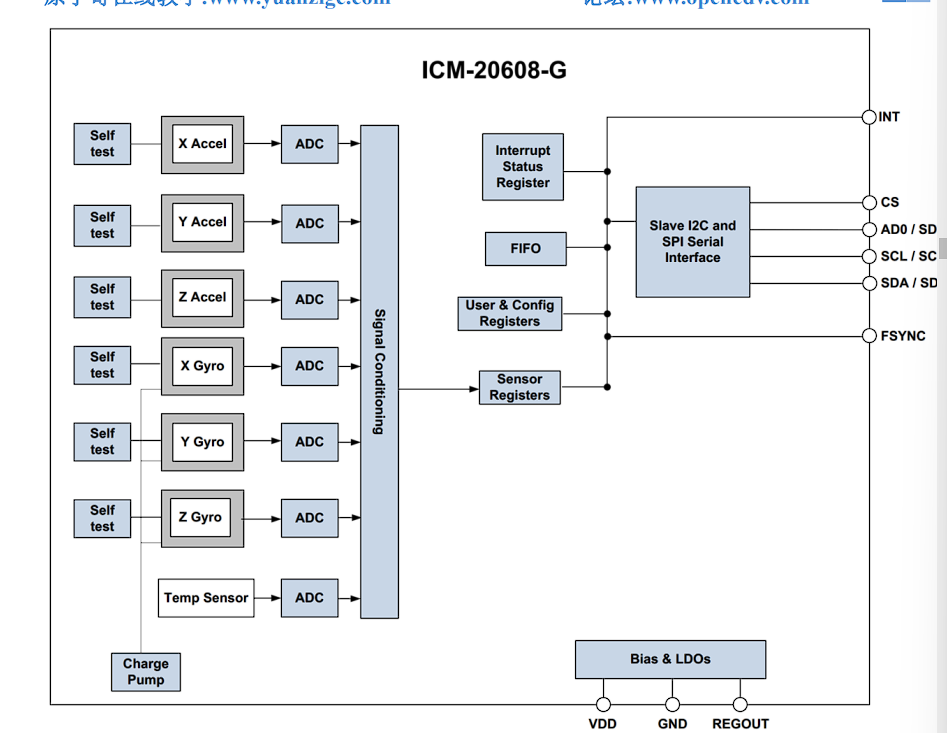 原子哥在线教学:www.yuanzige.com 论坛:www.openedv.com
ICM-20608-G
Self
test
X Accel
ADC
Self
test
Y Accel
ADC
Self
test
Z Accel
ADC
Self
test
X Gyro
ADC
Self
test
Y Gyro
ADC
Self
test
Z Gyro
ADC
Temp Sensor
ADC
Charge
Pump
Signal Conditioning
Interrupt
Status
Register
FIFO
User & Config
Registers
Sensor
Registers
Slave I2C and
SPI Serial
Interface
INT
CS
AD0 / SD
SCL / SC
SDA / SD
FSYNC
Bias & LDOs
VDD
GND
REGOUT